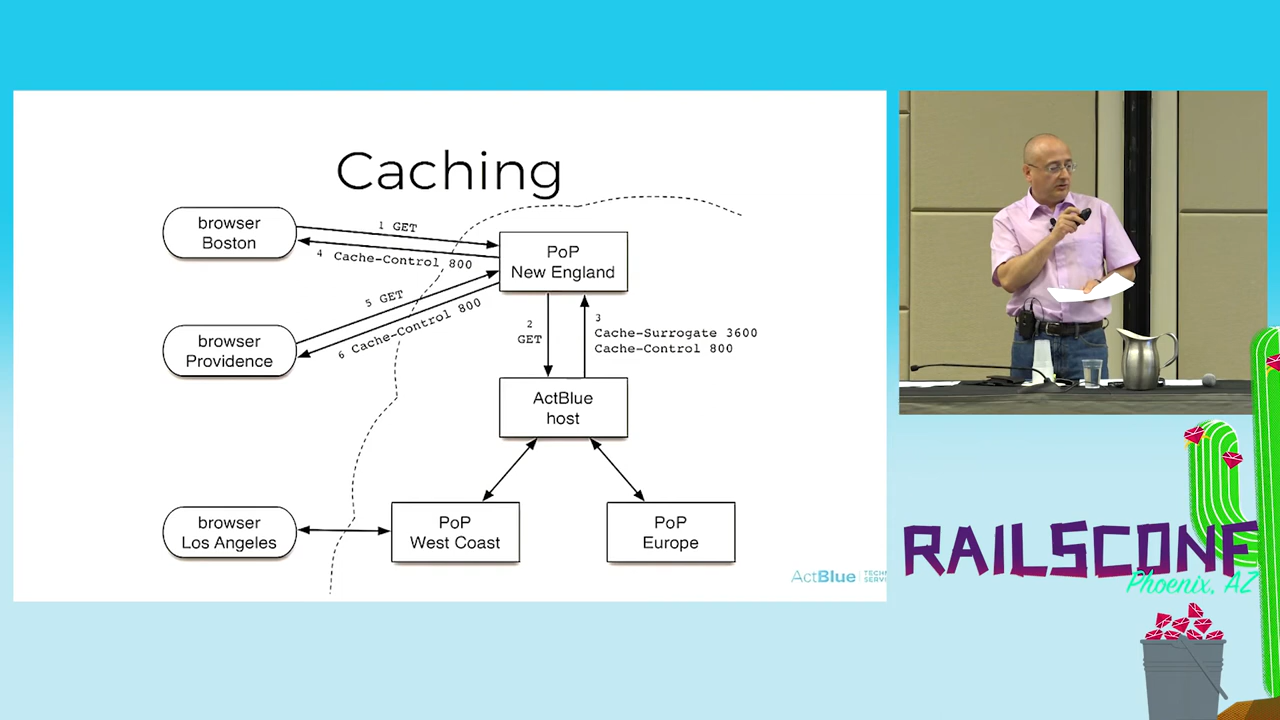 Caching
browser
Boston
1 GET
4 Cache-Control 800
PoP
New England
5 GET
6 Cache-Control 800
browser
Providence
2
GET
3
Cache-Surrogate 3600
Cache-Control 800
ActBlue
host
browser
Los Angeles
PoP
West Coast
PoP
Europe
ActBlue
RAILSCONF
Phoenix, AZ